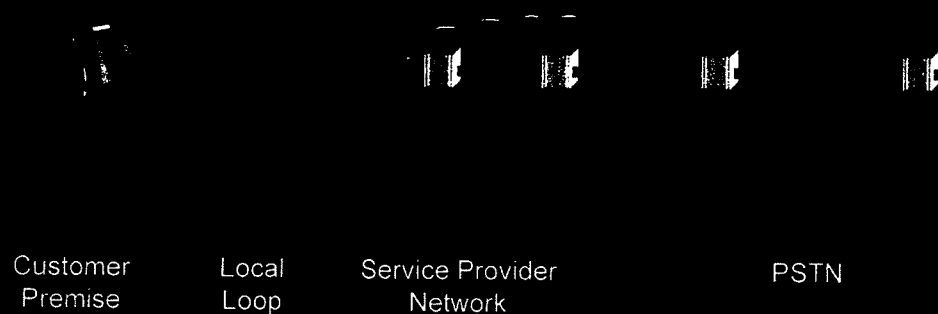 Customer
Premise
Local
Loop
Service Provider
Network
PSTN